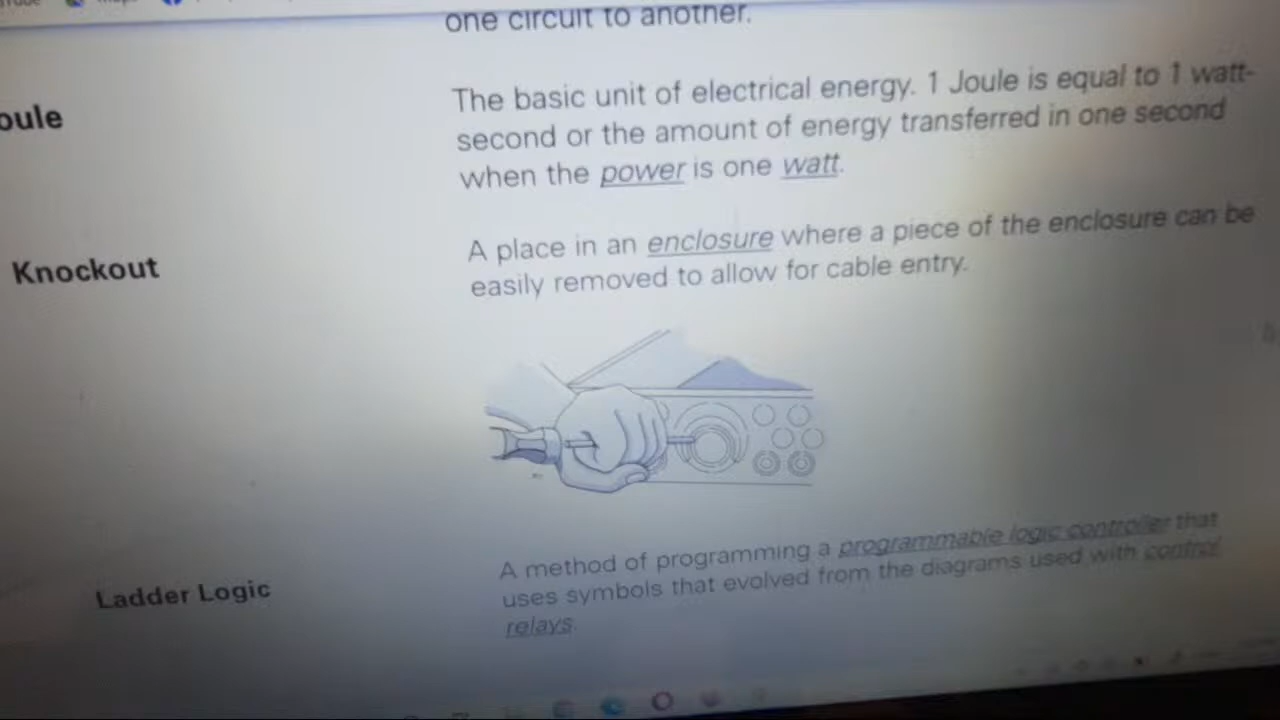 one circuit to another.
oule
The basic unit of electrical energy. 1 Joule is equal to 1 watt-
second or the amount of energy transferred in one second
when the power is one watt.
Knockout
A place in an enclosure where a piece of the enclosure can be
easily removed to allow for cable entry.
Ladder Logic
A method of programming a programmable logic controller that
uses symbols that evolved from the diagrams used with control
relays.